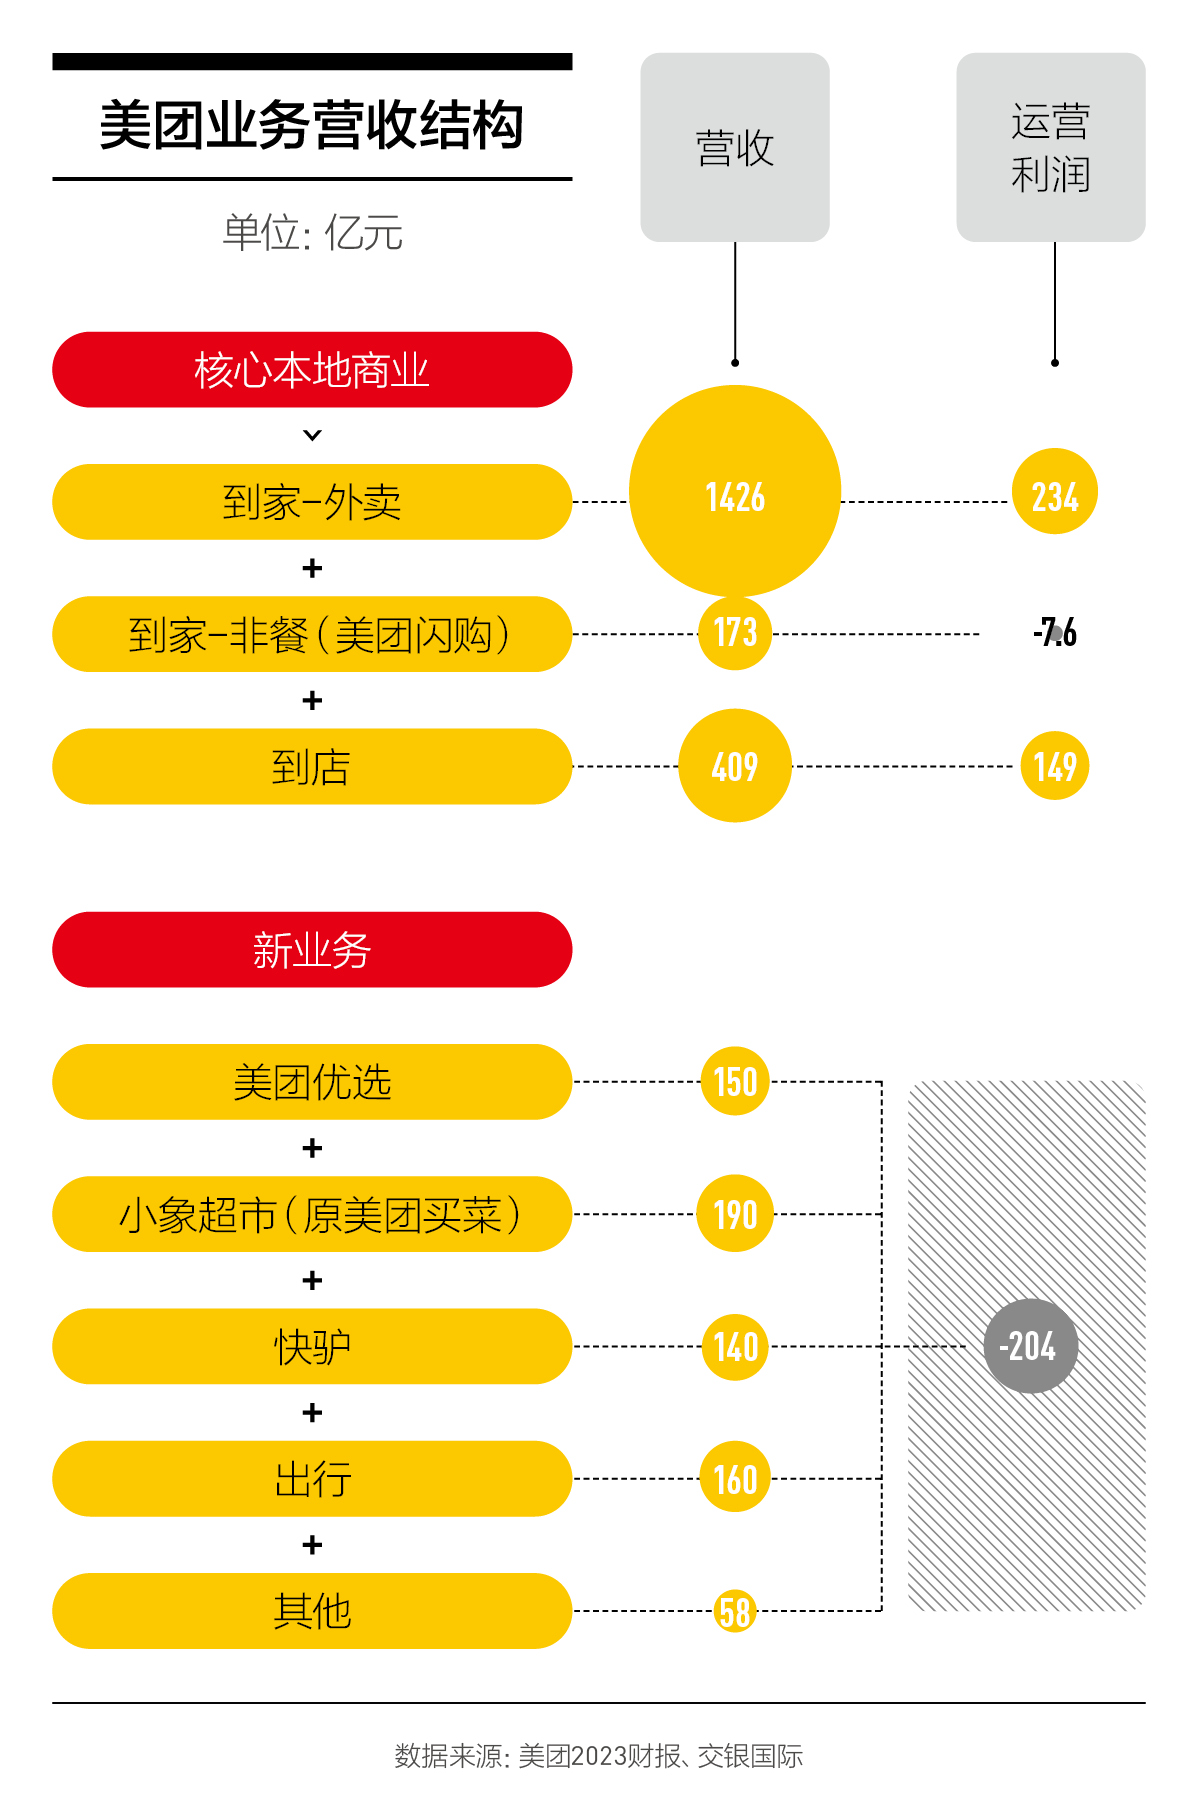 美团业务营收结构
单位：亿元
营收
运营
利润
核心本地商业
到家-外卖
1426
234
+
到家-非餐（美团闪购）
173
-7.6
+
到店
409
149
新业务
美团优选
150
+
小象超市（原美团买菜）
190
+
快驴
140
-204
+
出行
160
+
其他
58
数据来源：美团2023财报、交银国际